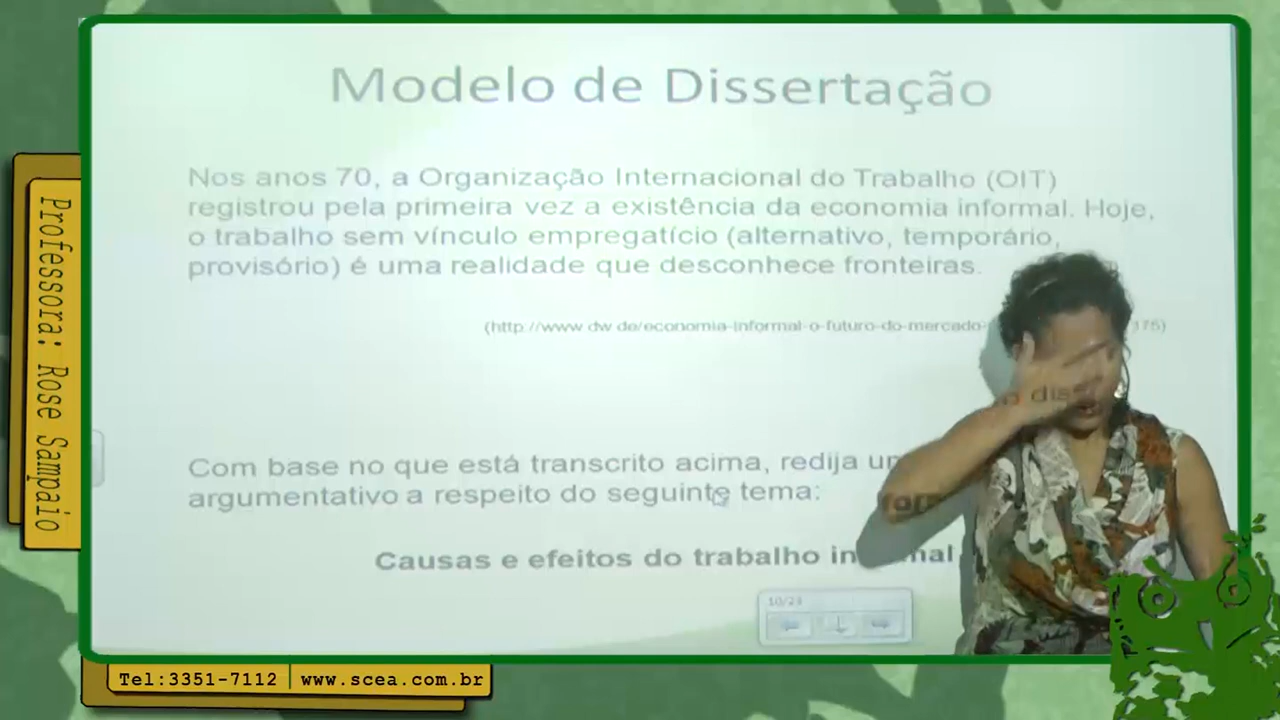 Modelo de Dissertação
Nos anos 70, a Organização Internacional do Trabalho (OIT)
registrou pela primeira vez a existência da economia informal. Hoje,
o trabalho sem vínculo empregatício (alternativo, temporário,
provisório) é uma realidade que desconhece fronteiras.
(http://www.dw.de/economia-informal-o-futuro-do-mercado- 175)
Com base no que está transcrito acima, redija
argumentativo a respeito do seguinte tema:
Causas e efeitos do trabalho
10/23
Professora: Rose Sampaio
Tel:3351-7112 | www.scea.com.br